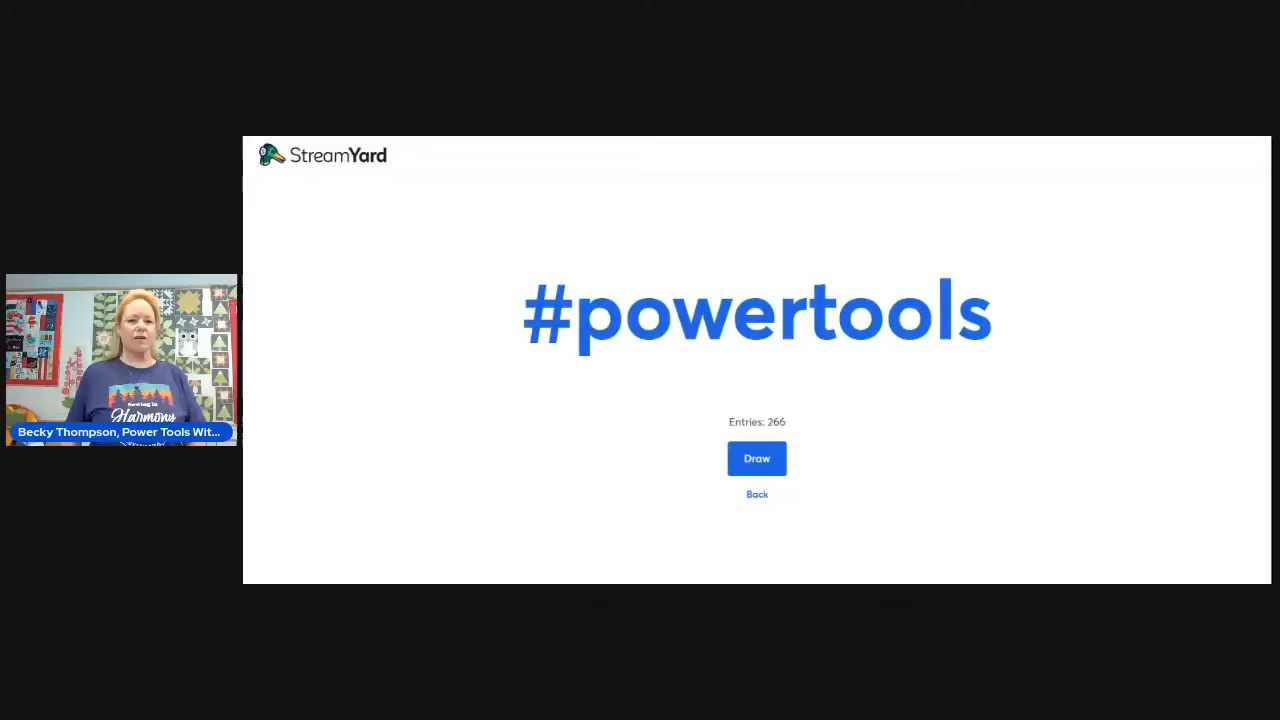 StreamYard
#powertools
Entries: 266
Draw
Back
Harmony
Becky Thompson, Power Tools Wit...